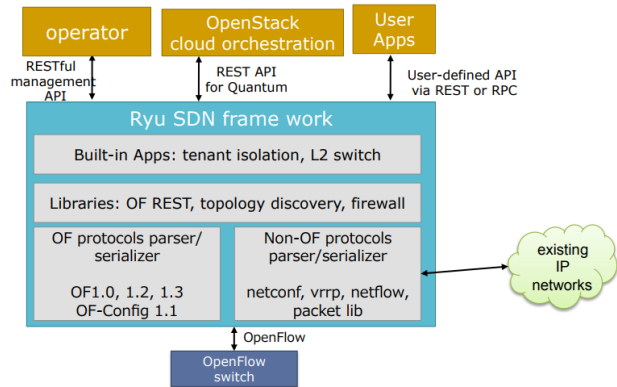 operator
OpenStack
cloud orchestration
User
Apps
RESTful
management
API
REST API
for Quantum
User-defined API
via REST or RPC
Ryu SDN frame work
Built-in Apps: tenant isolation, L2 switch
Libraries: OF REST, topology discovery, firewall
OF protocols parser/
serializer
OF1.0, 1.2, 1.3
OF-Config 1.1
Non-OF protocols
parser/serializer
netconf, vrrp, netflow,
packet lib
existing
IP
networks
OpenFlow
OpenFlow
switch